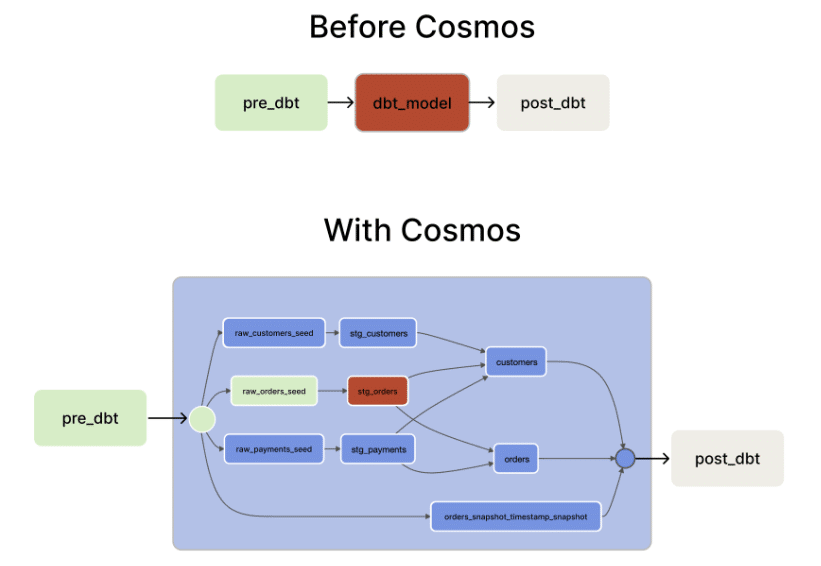 Before Cosmos
pre_dbt
dbt_model
post_dbt
With Cosmos
raw_customers_seed
stg_customers
customers
raw_orders_seed
stg_orders
pre_dbt
raw_payments_seed
stg_payments
orders
post_dbt
orders_snapshot_timestamp_snapshot